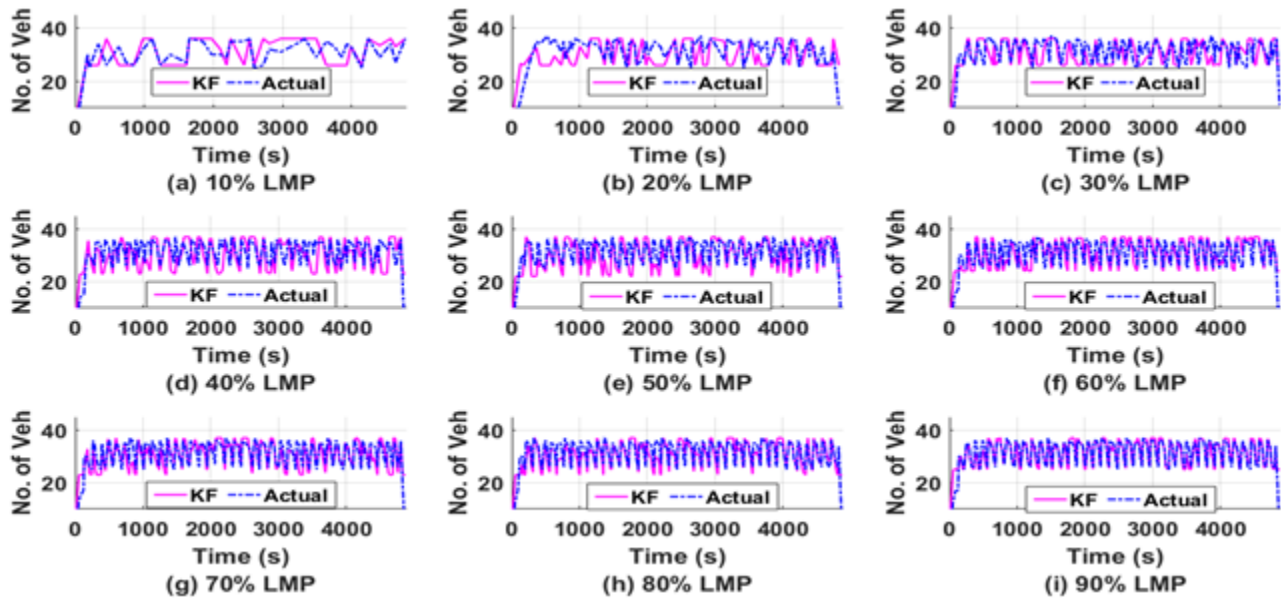 No. of Veh
40
20
KF Actual
0 1000 2000 3000 4000
Time (s)
(a) 10% LMP
No. of Veh
40
20
KF Actual
0 1000 2000 3000 4000
Time (s)
(b) 20% LMP
No. of Veh
40
20
KF Actual
0 1000 2000 3000 4000
Time (s)
(c) 30% LMP
No. of Veh
40
20
KF Actual
0 1000 2000 3000 4000
Time (s)
(d) 40% LMP
No. of Veh
40
20
KF Actual
0 1000 2000 3000 4000
Time (s)
(e) 50% LMP
No. of Veh
40
20
KF Actual
0 1000 2000 3000 4000
Time (s)
(f) 60% LMP
No. of Veh
40
20
KF Actual
0 1000 2000 3000 4000
Time (s)
(g) 70% LMP
No. of Veh
40
20
KF Actual
0 1000 2000 3000 4000
Time (s)
(h) 80% LMP
No. of Veh
40
20
KF Actual
0 1000 2000 3000 4000
Time (s)
(i) 90% LMP